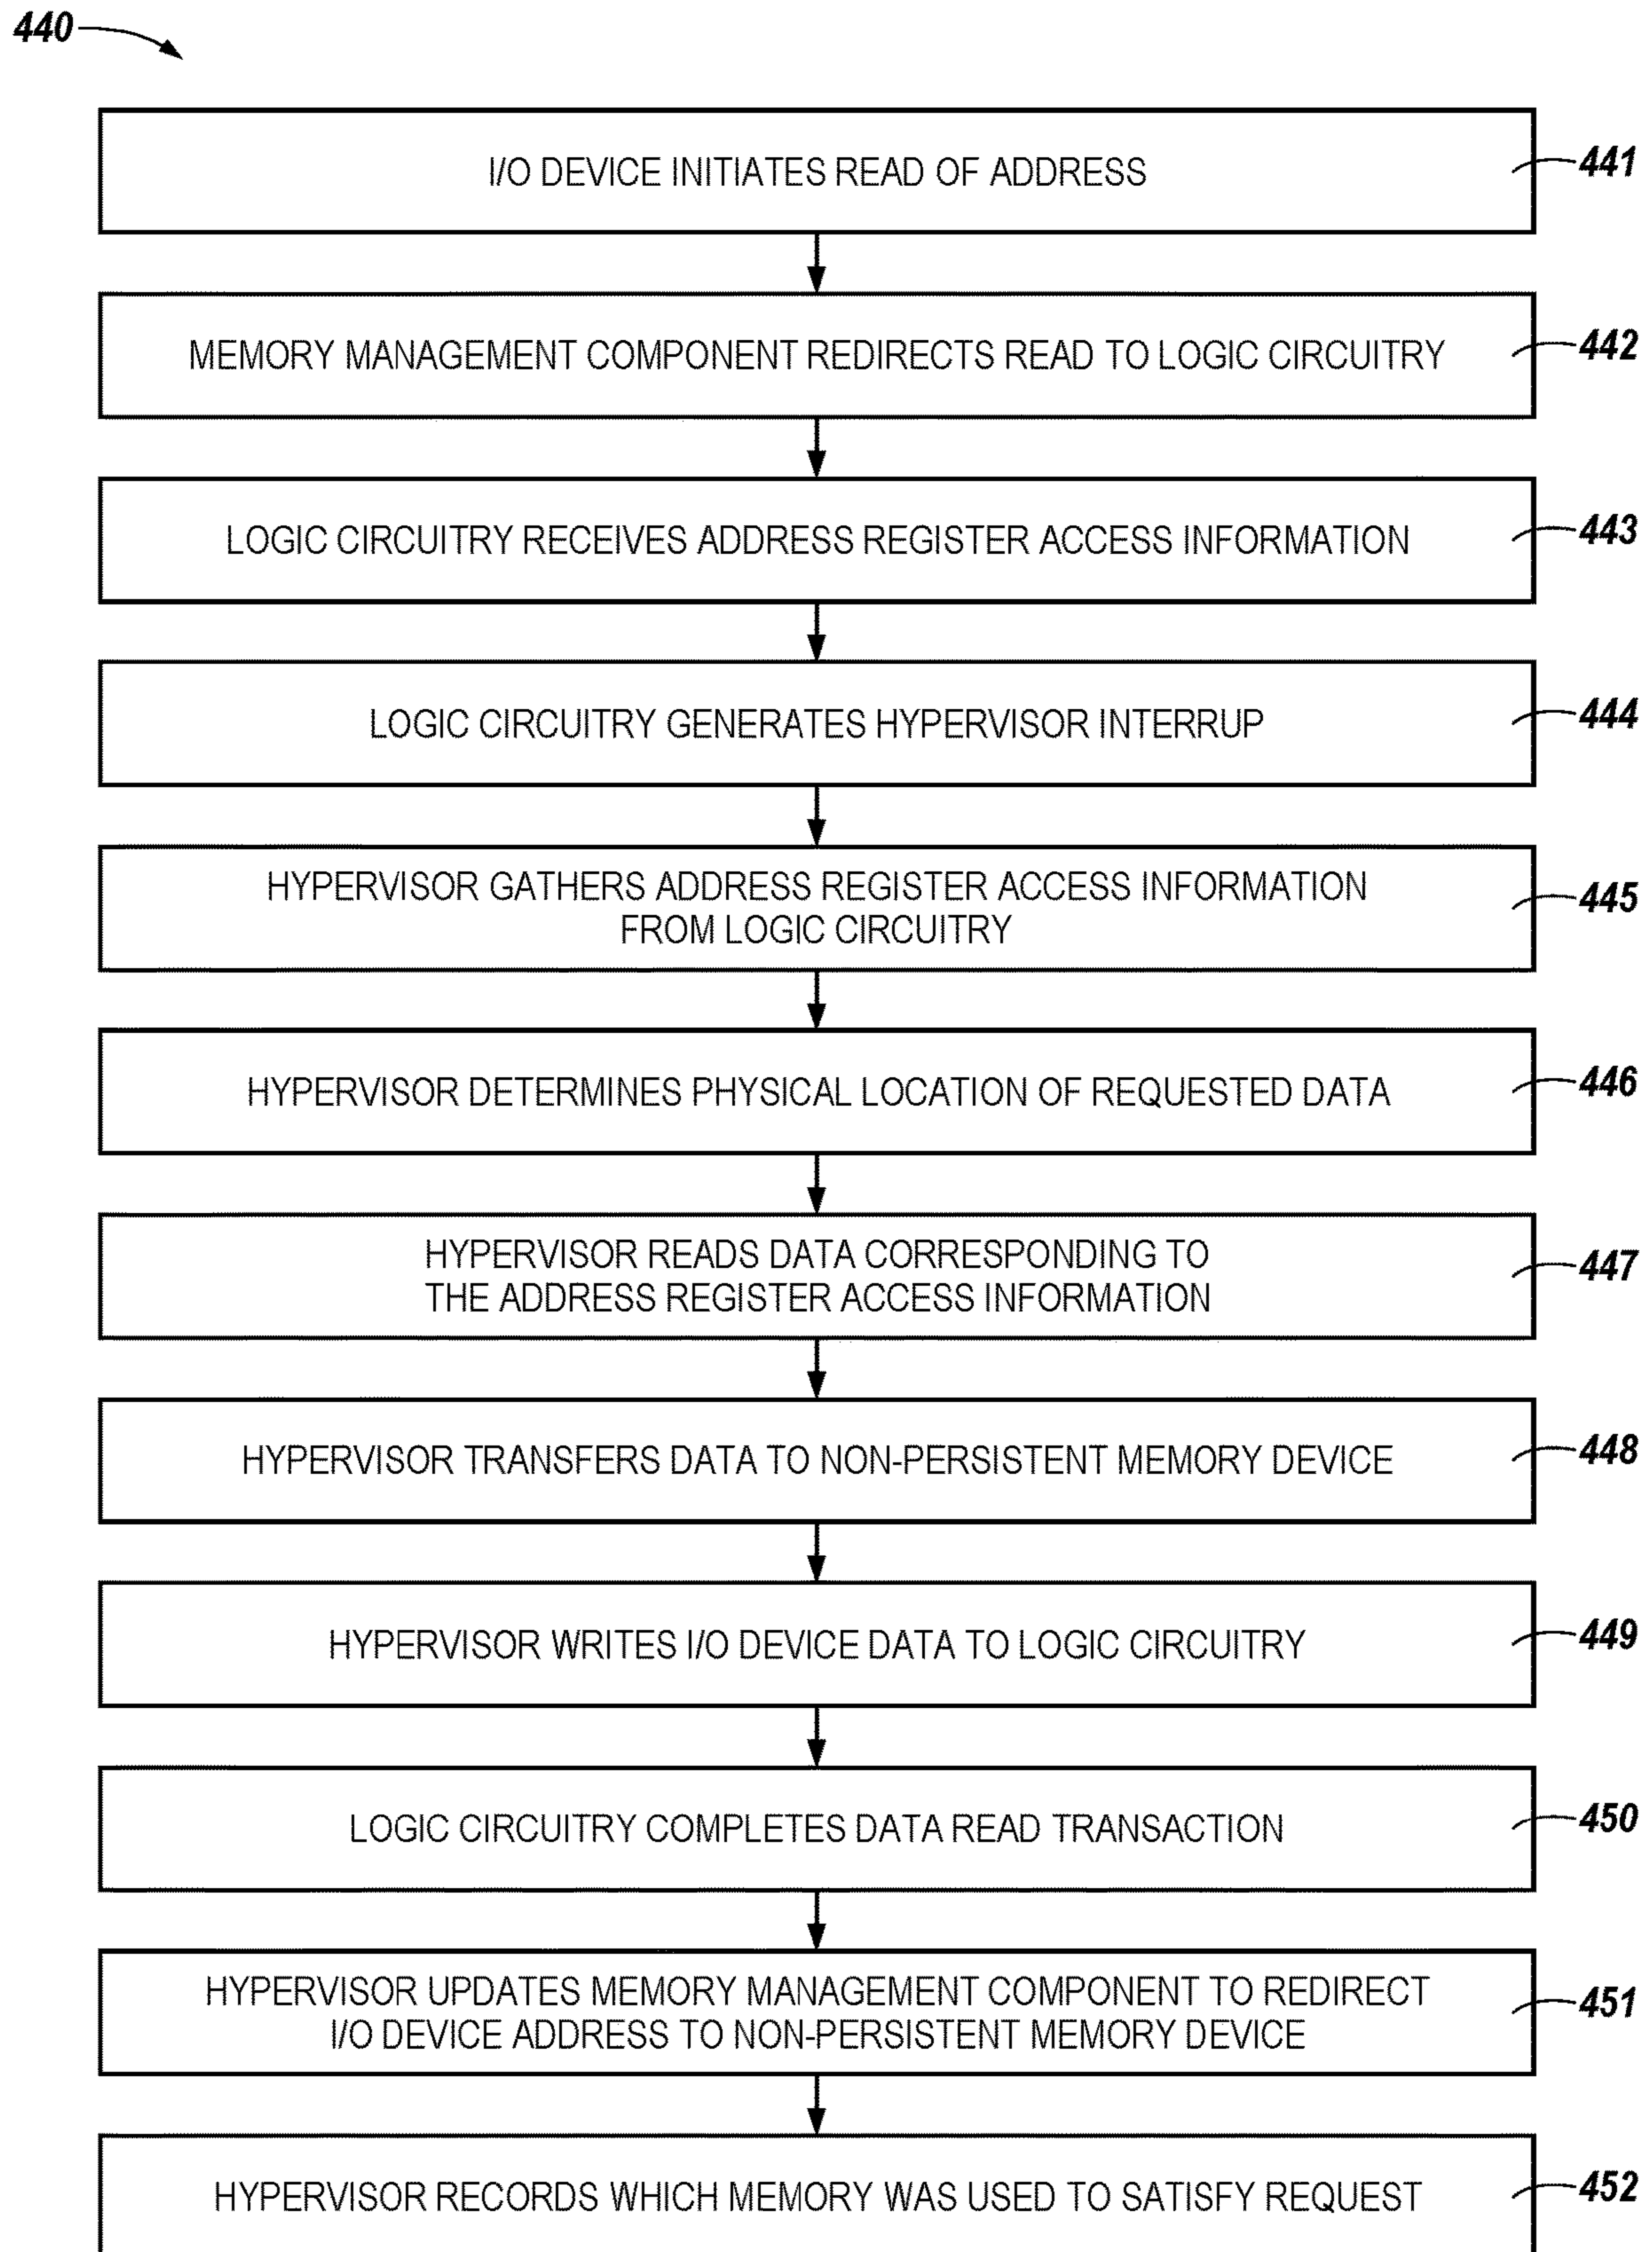 440
I/O DEVICE INITIATES READ OF ADDRESS
441
MEMORY MANAGEMENT COMPONENT REDIRECTS READ TO LOGIC CIRCUITRY
442
LOGIC CIRCUITRY RECEIVES ADDRESS REGISTER ACCESS INFORMATION
443
LOGIC CIRCUITRY GENERATES HYPERVISOR INTERRUP
444
HYPERVISOR GATHERS ADDRESS REGISTER ACCESS INFORMATION
FROM LOGIC CIRCUITRY
445
HYPERVISOR DETERMINES PHYSICAL LOCATION OF REQUESTED DATA
446
HYPERVISOR READS DATA CORRESPONDING TO
THE ADDRESS REGISTER ACCESS INFORMATION
447
HYPERVISOR TRANSFERS DATA TO NON-PERSISTENT MEMORY DEVICE
448
HYPERVISOR WRITES I/O DEVICE DATA TO LOGIC CIRCUITRY
449
LOGIC CIRCUITRY COMPLETES DATA READ TRANSACTION
450
HYPERVISOR UPDATES MEMORY MANAGEMENT COMPONENT TO REDIRECT
I/O DEVICE ADDRESS TO NON-PERSISTENT MEMORY DEVICE
451
HYPERVISOR RECORDS WHICH MEMORY WAS USED TO SATISFY REQUEST
452